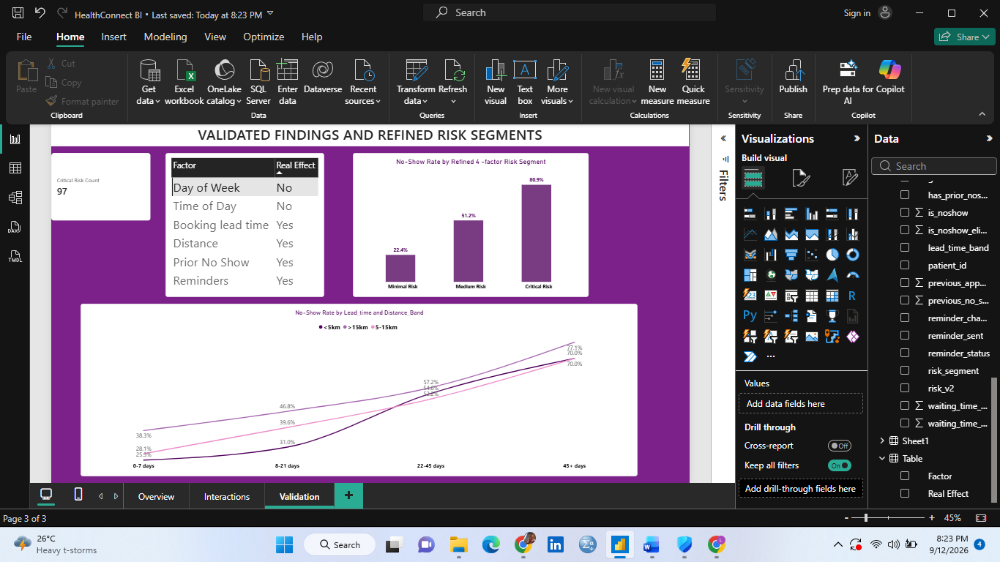 HealthConnect BI • Last saved: Today at 8:23 PM
Search
Sign in
File
Home
Insert
Modeling
View
Optimize
Help
Share
Paste
Cut
Copy
Format painter
Clipboard
Get data
Excel workbook
OneLake catalog
SQL Server
Enter data
Dataverse
Recent sources
Data
Transform data
Refresh
Queries
New visual
Text box
More visuals
Insert
New visual calculation
New measure
Quick measure
Calculations
Sensitivity
Sensitivity
Publish
Share
Prep data for AI
Copilot
Copilot
VALIDATED FINDINGS AND REFINED RISK SEGMENTS
Critical Risk Count
97
Factor Real Effect
Day of Week No
Time of Day No
Booking lead time Yes
Distance Yes
Prior No Show Yes
Reminders Yes
No-Show Rate by Refined 4 -factor Risk Segment
22.4%
51.2%
80.9%
Minimal Risk
Medium Risk
Critical Risk
No-Show Rate by Lead_time and Distance_Band
<5km >15km 5-15km
38.3%
28.1%
25.3%
46.8%
39.6%
31.0%
57.2%
54.6%
77.1%
70.0%
70.0%
0-7 days
8-21 days
22-45 days
45+ days
Filters
Visualizations
Build visual
Values
Add data fields here
Drill through
Cross-report
Off
Keep all filters
On
Add drill-through fields here
Data
Search
has_prior_nos...
is_noshow
is_noshow_eli...
lead_time_band
patient_id
previous_app...
previous_no_s...
reminder_cha...
reminder_sent
reminder_status
risk_segment
risk_v2
waiting_time_...
waiting_time_...
Sheet1
Table
Factor
Real Effect
Overview
Interactions
Validation
Page 3 of 3
45%
26°C
Heavy t-storms
Search
8:23 PM
9/12/2026
4